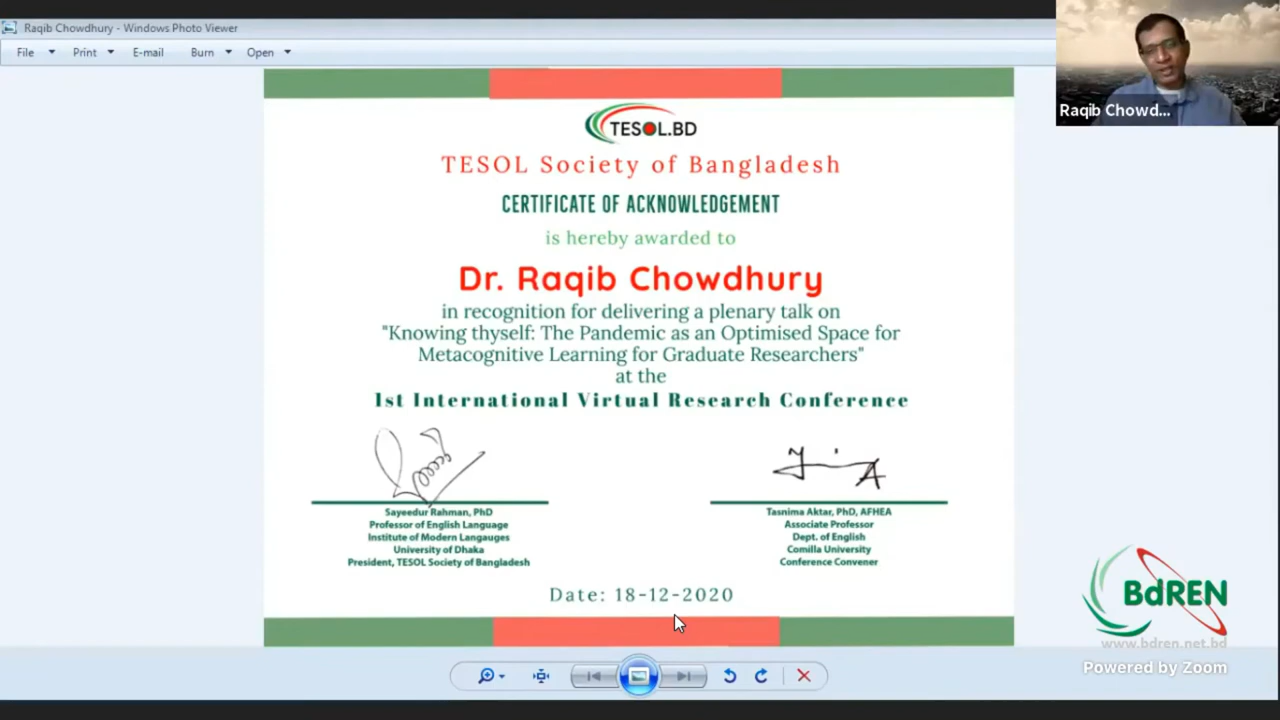 Raqib Chowdhury - Windows Photo Viewer
File Print E-mail Burn Open
Raqib Chowd...
TESOL.BD
TESOL Society of Bangladesh
CERTIFICATE OF ACKNOWLEDGEMENT
is hereby awarded to
Dr. Raqib Chowdhury
in recognition for delivering a plenary talk on
"Knowing thyself: The Pandemic as an Optimised Space for
Metacognitive Learning for Graduate Researchers"
at the
1st International Virtual Research Conference
Sayeedur Rahman, PhD
Professor of English Language
Institute of Modern Langauges
University of Dhaka
President, TESOL Society of Bangladesh
Tasnima Aktar, PhD, AFHEA
Associate Professor
Dept. of English
Comilla University
Conference Convener
Date: 18-12-2020
BdREN
www.bdren.net.bd
Powered by Zoom